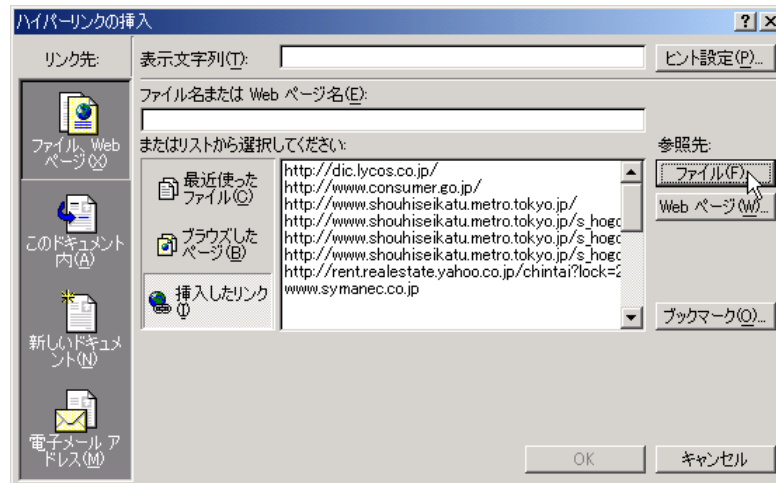 ハイパーリンクの挿入
リンク先:
表示文字列(T):
ヒント設定(P)...
ファイル名または Web ページ名(E):
ファイル、Web
ページ(X)
またはリストから選択してください:
参照先:
最近使った
ファイル(C)
ファイル(F)...
http://dic.lycos.co.jp/
http://www.consumer.go.jp/
http://www.shouhiseikatu.metro.tokyo.jp/
http://www.shouhiseikatu.metro.tokyo.jp/s_hogo
http://www.shouhiseikatu.metro.tokyo.jp/s_hogo
http://www.shouhiseikatu.metro.tokyo.jp/s_hogo
http://rent.realestate.yahoo.co.jp/chintai?lock=2
www.symanec.co.jp
Web ページ(W)...
このドキュメント
内(A)
ブラウズした
ページ(B)
挿入したリンク
(I)
ブックマーク(O)...
新しいドキュメ
ント(N)
電子メール ア
ドレス(M)
OK
キャンセル